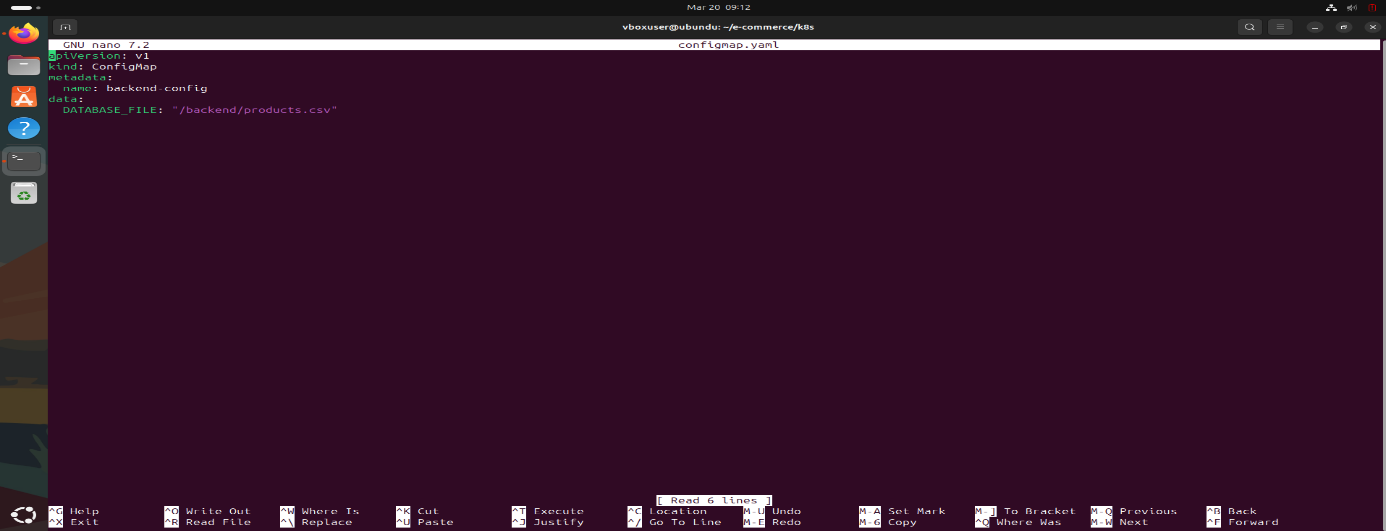 Mar 20 09:12
vboxuser@ubundu: ~/e-commerce/k8s
GNU nano 7.2 configmap.yaml
apiVersion: v1
kind: ConfigMap
metadata:
  name: backend-config
data:
  DATABASE_FILE: "/backend/products.csv"
[ Read 6 lines ]
^G Help ^O Write Out ^W Where Is ^K Cut ^T Execute ^C Location M-U Undo M-A Set Mark M-] To Bracket M-Q Previous ^B Back
^X Exit ^R Read File ^\ Replace ^U Paste ^J Justify ^/ Go To Line M-E Redo M-6 Copy ^Q Where Was M-W Next ^F Forward